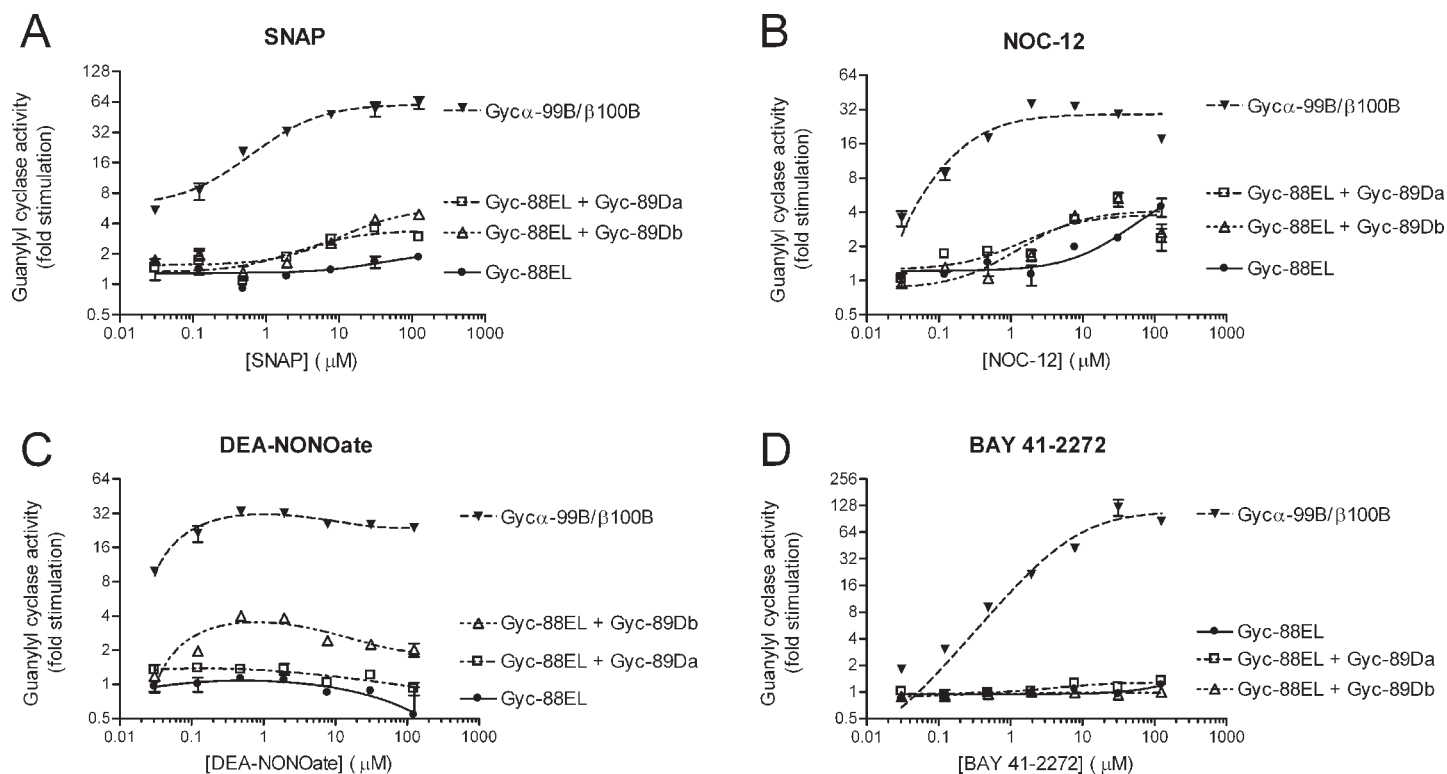 A
SNAP
Guanylyl cyclase activity
(fold stimulation)
128
64
32
16
8
4
2
1
0.5
0.01 0.1 1 10 100 1000
[SNAP] ( μM)
Gycα-99B/β100B
Gyc-88EL + Gyc-89Da
Gyc-88EL + Gyc-89Db
Gyc-88EL
B
NOC-12
Guanylyl cyclase activity
(fold stimulation)
64
32
16
8
4
2
1
0.5
0.01 0.1 1 10 100 1000
[NOC-12] ( μM)
Gycα-99B/β100B
Gyc-88EL + Gyc-89Da
Gyc-88EL + Gyc-89Db
Gyc-88EL
C
DEA-NONOate
Guanylyl cyclase activity
(fold stimulation)
64
32
16
8
4
2
1
0.5
0.01 0.1 1 10 100 1000
[DEA-NONOate] ( μM)
Gycα-99B/β100B
Gyc-88EL + Gyc-89Db
Gyc-88EL + Gyc-89Da
Gyc-88EL
D
BAY 41-2272
Guanylyl cyclase activity
(fold stimulation)
256
128
64
32
16
8
4
2
1
0.5
0.01 0.1 1 10 100 1000
[BAY 41-2272] ( μM)
Gycα-99B/β100B
Gyc-88EL
Gyc-88EL + Gyc-89Da
Gyc-88EL + Gyc-89Db